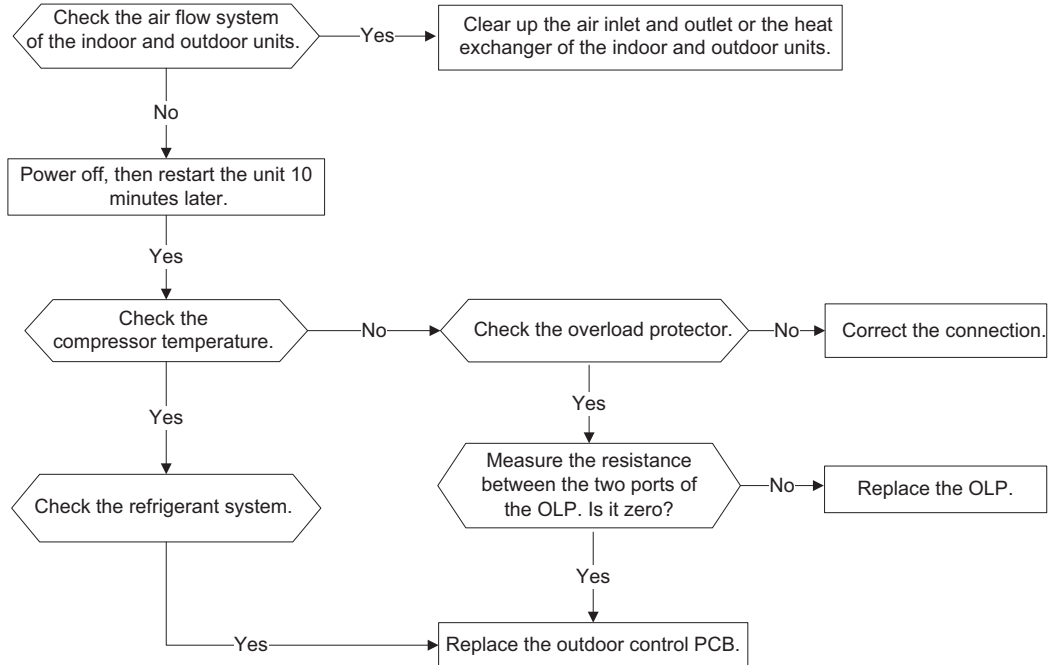 Check the air flow system
of the indoor and outdoor units.
Yes
Clear up the air inlet and outlet or the heat
exchanger of the indoor and outdoor units.
No
Power off, then restart the unit 10
minutes later.
Yes
Check the
compressor temperature.
No
Check the overload protector.
No
Correct the connection.
Yes
Yes
Check the refrigerant system.
Measure the resistance
between the two ports of
the OLP. Is it zero?
No
Replace the OLP.
Yes
Yes
Replace the outdoor control PCB.